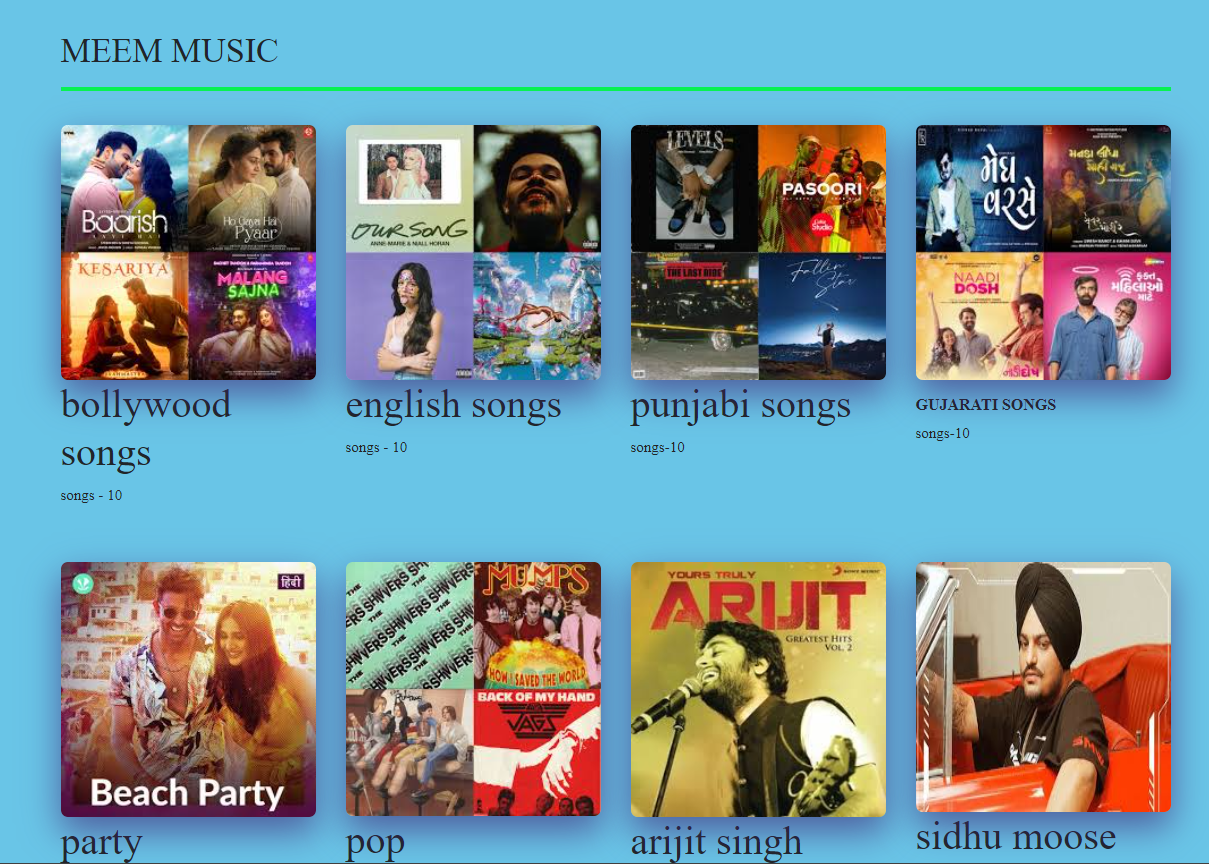 MEEM MUSIC
Baarish
Ho Gaya Hai
Pyaar
KESARIYA
MALANG
SAJNA
bollywood
songs
songs - 10
OUR SONG
ANNE-MARIE & NIALL HORAN
english songs
songs - 10
LEVELS
PASOORI
Coke
Studio
THE LAST RIDE
Fallin
Star
punjabi songs
songs-10
મેઘ
વરસે
NAADI
DOSH
નાડીદોષ
ફક્ત
મહિલાઓ
માટે
GUJARATI SONGS
songs-10
हिंदी
Beach Party
party
THE SHIVVERS
MUMPS
HOW I SAVED THE WORLD
BACK OF MY HAND
JAGS
pop
YOURS TRULY
ARIJIT
GREATEST HITS
VOL. 2
arijit singh
sidhu moose